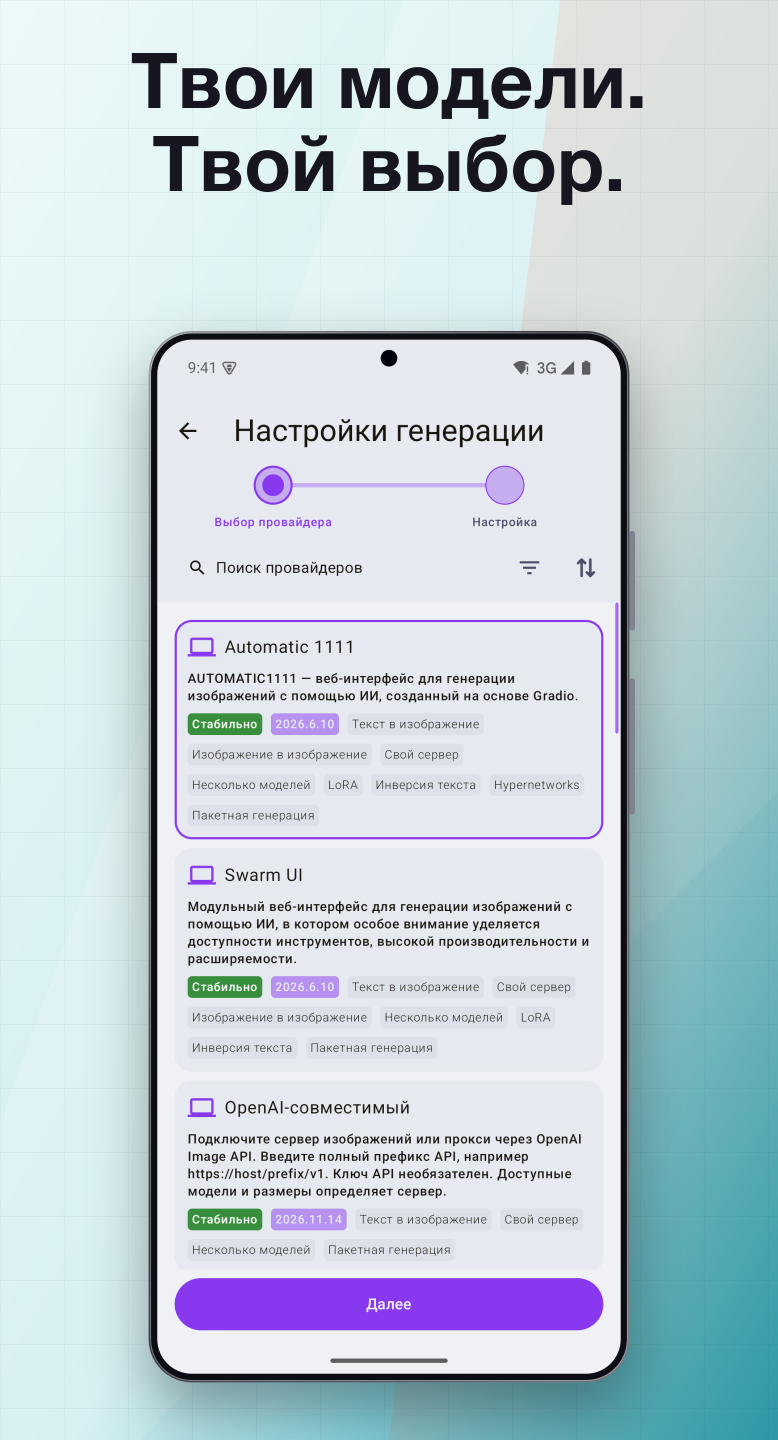 Твои модели.
Твой выбор.
9:41
3G
Настройки генерации
Выбор провайдера
Настройка
Поиск провайдеров
Automatic 1111
AUTOMATIC1111 — веб-интерфейс для генерации
изображений с помощью ИИ, созданный на основе Gradio.
Стабильно 2026.6.10 Текст в изображение
Изображение в изображение Свой сервер
Несколько моделей LoRA Инверсия текста Hypernetworks
Пакетная генерация
Swarm UI
Модульный веб-интерфейс для генерации изображений с
помощью ИИ, в котором особое внимание уделяется
доступности инструментов, высокой производительности и
расширяемости.
Стабильно 2026.6.10 Текст в изображение Свой сервер
Изображение в изображение Несколько моделей LoRA
Инверсия текста Пакетная генерация
OpenAI-совместимый
Подключите сервер изображений или прокси через OpenAI
Image API. Введите полный префикс API, например
https://host/prefix/v1. Ключ API необязателен. Доступные
модели и размеры определяет сервер.
Стабильно 2026.11.14 Текст в изображение Свой сервер
Несколько моделей Пакетная генерация
Далее